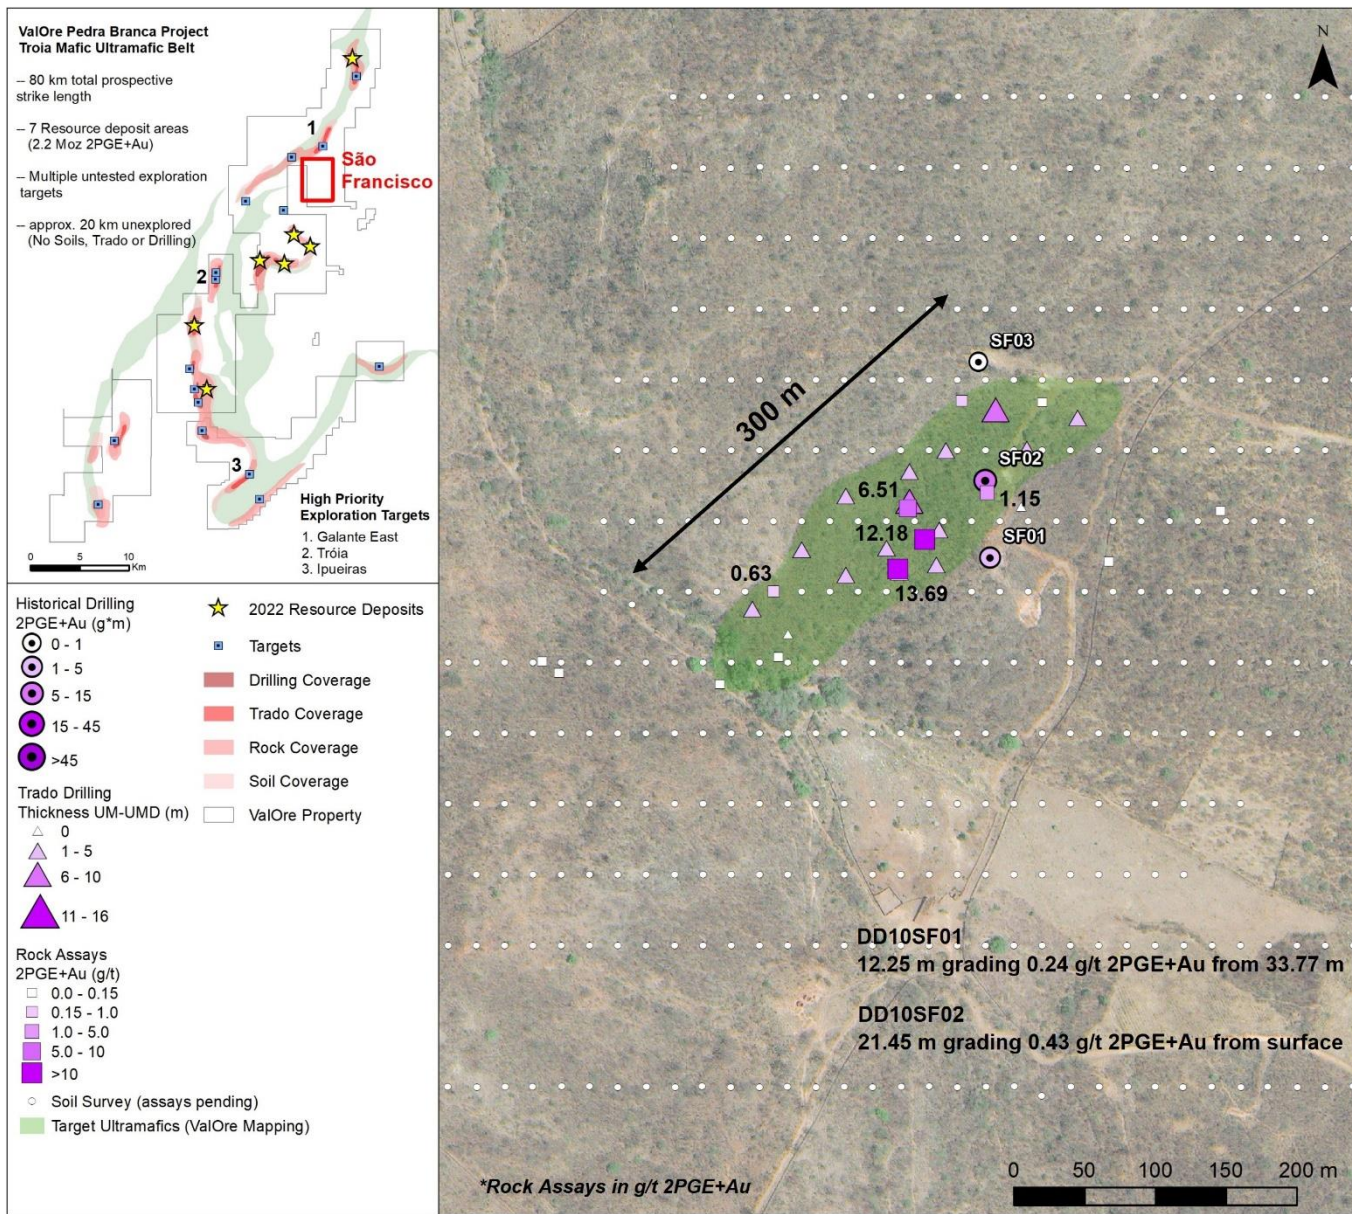 ValOre Pedra Branca Project
Troia Mafic Ultramafic Belt
-- 80 km total prospective
strike length
-- 7 Resource deposit areas
(2.2 Moz 2PGE+Au)
-- Multiple untested exploration
targets
-- approx. 20 km unexplored
(No Soils, Trado or Drilling)
1
São
Francisco
2
3
High Priority
Exploration Targets
1. Galante East
2. Tróia
3. Ipueiras
0 5 10
Km
Historical Drilling
2PGE+Au (g*m)
0 - 1
1 - 5
5 - 15
15 - 45
>45
Trado Drilling
Thickness UM-UMD (m)
0
1 - 5
6 - 10
11 - 16
Rock Assays
2PGE+Au (g/t)
0.0 - 0.15
0.15 - 1.0
1.0 - 5.0
5.0 - 10
>10
Soil Survey (assays pending)
Target Ultramafics (ValOre Mapping)
2022 Resource Deposits
Targets
Drilling Coverage
Trado Coverage
Rock Coverage
Soil Coverage
ValOre Property
N
300 m
SF03
SF02
6.51
1.15
12.18
SF01
0.63
13.69
DD10SF01
12.25 m grading 0.24 g/t 2PGE+Au from 33.77 m
DD10SF02
21.45 m grading 0.43 g/t 2PGE+Au from surface
*Rock Assays in g/t 2PGE+Au
0 50 100 150 200 m